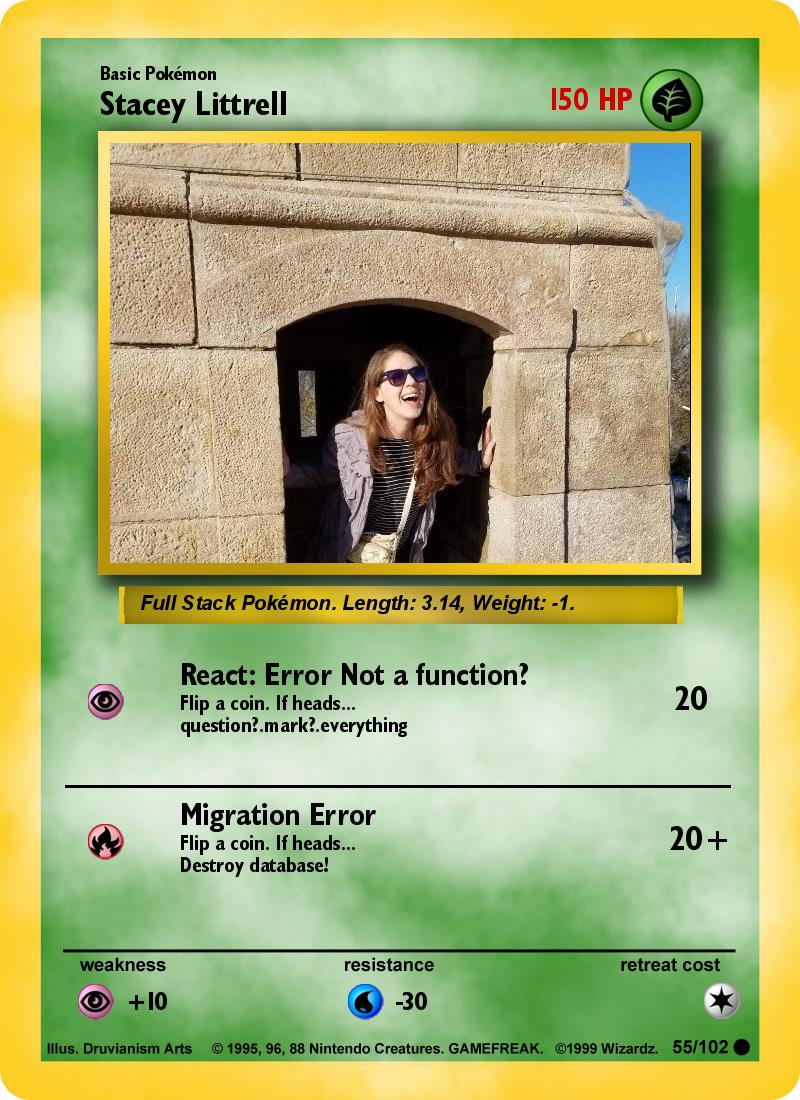 Basic Pokémon
Stacey Littrell
150 HP
Full Stack Pokémon. Length: 3.14, Weight: -1.
React: Error Not a function?
Flip a coin. If heads...
question?.mark?.everything
20
Migration Error
Flip a coin. If heads...
Destroy database!
20+
weakness resistance retreat cost
+10 -30
Illus. Druvianism Arts © 1995, 96, 88 Nintendo Creatures. GAMEFREAK. ©1999 Wizardz. 55/102